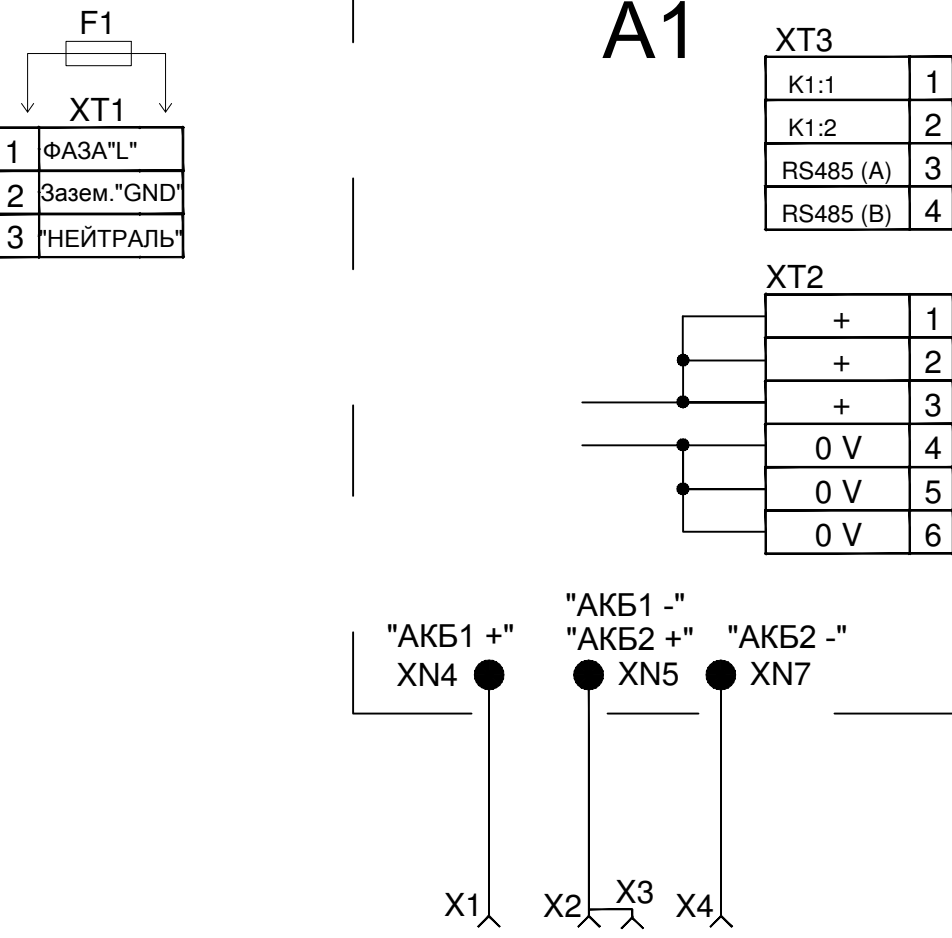 F1
XT1
1 ФАЗА"L"
2 Зазем."GND"
3 "НЕЙТРАЛЬ"
A1
XT3
K1:1 1
K1:2 2
RS485 (A) 3
RS485 (B) 4
XT2
+ 1
+ 2
+ 3
0 V 4
0 V 5
0 V 6
"АКБ1 +"
XN4
"АКБ1 -"
"АКБ2 +"
XN5
"АКБ2 -"
XN7
X1
X2
X3
X4